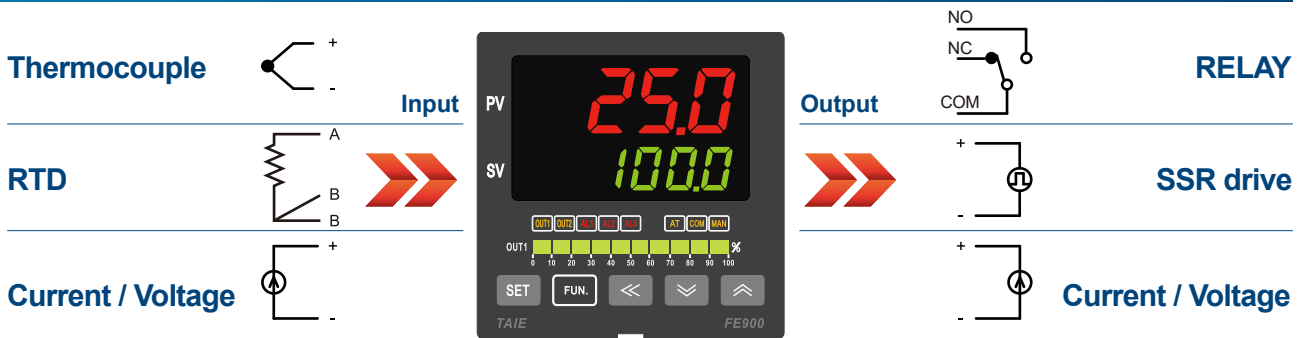 Thermocouple
+
-
RTD
A
B
B
Current / Voltage
+
-
Input
PV
25.0
SV
100.0
OUT1 OUT2 AL1 AL2 AL3 AT COM MAN
OUT1 %
0 10 20 30 40 50 60 70 80 90 100
SET FUN.
TAIE FE900
Output
NO
NC
COM
RELAY
+
-
SSR drive
+
-
Current / Voltage